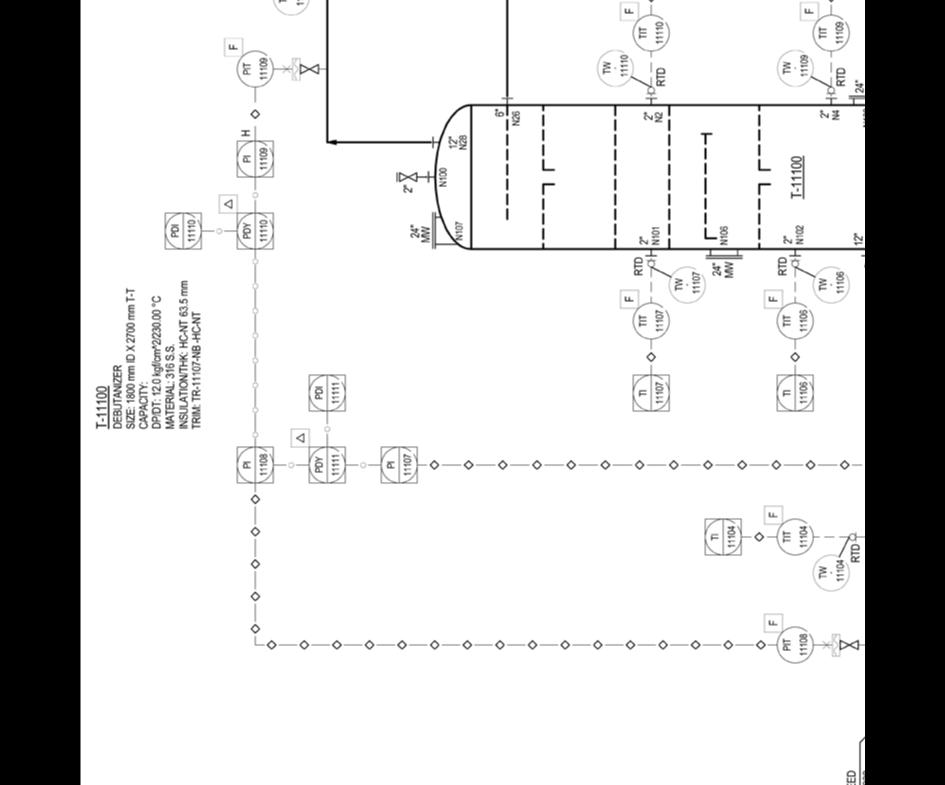 T-11100
DEBUTANIZER
SIZE: 1800 mm ID X 2700 mm T-T
CAPACITY:
DP/DT: 12.0 kgf/cm^2/230.00 °C
MATERIAL: 316 S.S.
INSULATION/THK: HC-NT 63.5 mm
TRIM: TR-11107-NB -HC-NT
F
PIT
11109
H
PI
11109
PDI
11110
Δ
PDY
11110
PI
11108
Δ
PDY
11111
PDI
11111
PI
11107
F
PIT
11108
TI
11104
F
TIT
11104
TW
11104
RTD
24"
MW
N107
2"
N100
12"
N28
6"
N26
F
TIT
11110
TW
11110
RTD
2"
N2
F
TIT
11109
TW
11109
RTD
2"
N4
24"
T-11100
2"
N101
RTD
TW
11107
F
TIT
11107
TI
11107
N106
24"
MW
2"
N102
RTD
TW
11106
F
TIT
11106
TI
11106
12"
EED